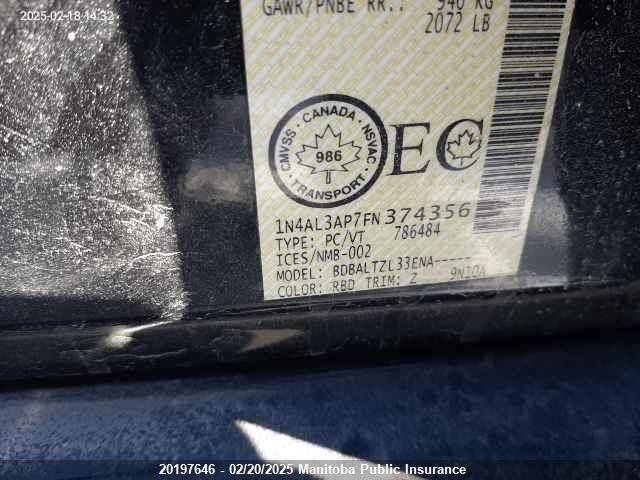 2025-02-18 14:32
GAWR/PNBE RR.: 940 KG
2072 LB
CMVSS · CANADA · NSVAC
986
TRANSPORT
EC
1N4AL3AP7FN374356
TYPE: PC/VT 786484
ICES/NMB-002
MODEL: BDBALTZL33ENA-----
COLOR: RBD TRIM: Z 9N10A
20197646 - 02/20/2025 Manitoba Public Insurance